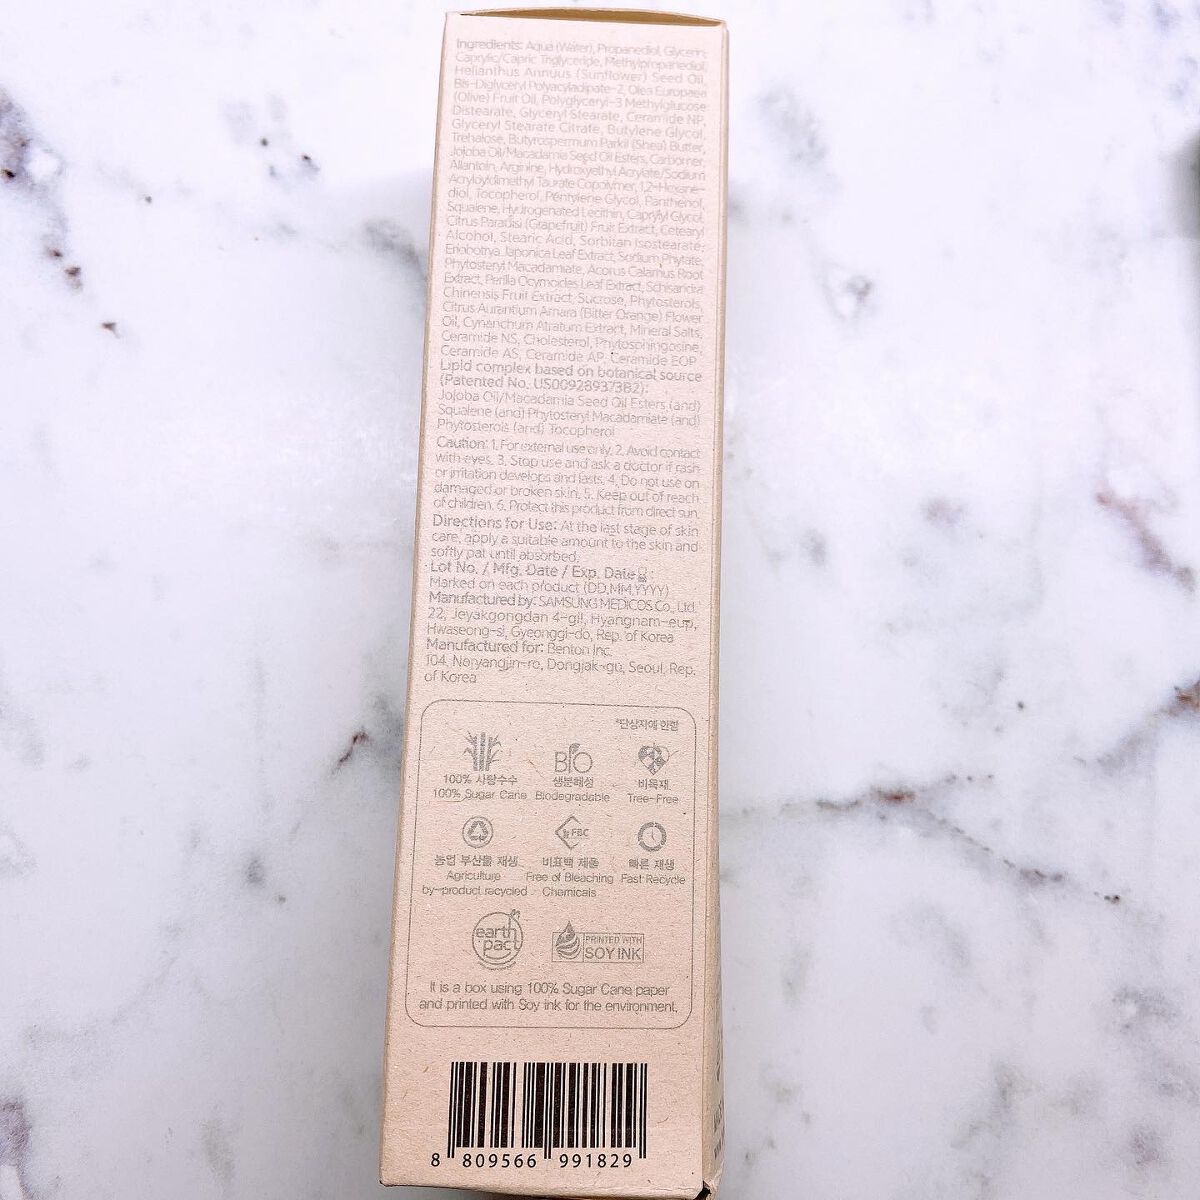 Ingredients: Aqua (Water), Propanediol, Glycerin,
Caprylic/Capric Triglyceride, Methylpropanediol,
Helianthus Annuus (Sunflower) Seed Oil,
Bis-Diglyceryl Polyacyladipate-2, Olea Europaea
(Olive) Fruit Oil, Polyglyceryl-3 Methylglucose
Distearate, Glyceryl Stearate, Ceramide NP,
Glyceryl Stearate Citrate, Butylene Glycol,
Trehalose, Butyrospermum Parkii (Shea) Butter,
Jojoba Oil/Macadamia Seed Oil Esters, Carbomer,
Allantoin, Arginine, Hydroxyethyl Acrylate/Sodium
Acryloyldimethyl Taurate Copolymer, 1,2-Hexane-
diol, Tocopherol, Pentylene Glycol, Panthenol,
Squalene, Hydrogenated Lecithin, Caprylyl Glycol,
Citrus Paradisi (Grapefruit) Fruit Extract, Cetearyl
Alcohol, Stearic Acid, Sorbitan Isostearate,
Eriobotrya Japonica Leaf Extract, Sodium Phytate,
Phytosteryl Macadamiate, Acorus Calamus Root
Extract, Perilla Ocymoides Leaf Extract, Schisandra
Chinensis Fruit Extract, Sucrose, Phytosterols,
Citrus Aurantium Amara (Bitter Orange) Flower
Oil, Cynanchum Atratum Extract, Mineral Salts,
Ceramide NS, Cholesterol, Phytosphingosine,
Ceramide AS, Ceramide AP, Ceramide EOP
Lipid complex based on botanical source
(Patented No. US009289373B2):
Jojoba Oil/Macadamia Seed Oil Esters (and)
Squalene (and) Phytosteryl Macadamiate (and)
Phytosterols (and) Tocopherol
Caution: 1. For external use only. 2. Avoid contact
with eyes. 3. Stop use and ask a doctor if rash
or irritation develops and lasts. 4. Do not use on
damaged or broken skin. 5. Keep out of reach
of children. 6. Protect this product from direct sun.
Directions for Use: At the last stage of skin
care, apply a suitable amount to the skin and
softly pat until absorbed.
Lot No. / Mfg. Date / Exp. Date⌛:
Marked on each product (DD,MM,YYYY)
Manufactured by: SAMSUNG MEDICOS Co., Ltd.
22, Jeyakgongdan 4-gil, Hyangnam-eup,
Hwaseong-si, Gyeonggi-do, Rep. of Korea
Manufactured for: Benton Inc.
104, Noryangjin-ro, Dongjak-gu, Seoul, Rep.
of Korea
*단상자에 한함
BIO
100% 사탕수수 생분해성 비목재
100% Sugar Cane Biodegradable Tree-Free
FBC
농업 부산물 재생 비표백 제품 빠른 재생
Agriculture Free of Bleaching Fast Recycle
by-product recycled Chemicals
earth
pact
PRINTED WITH
SOY INK
It is a box using 100% Sugar Cane paper
and printed with Soy ink for the environment.
8 809566 991829